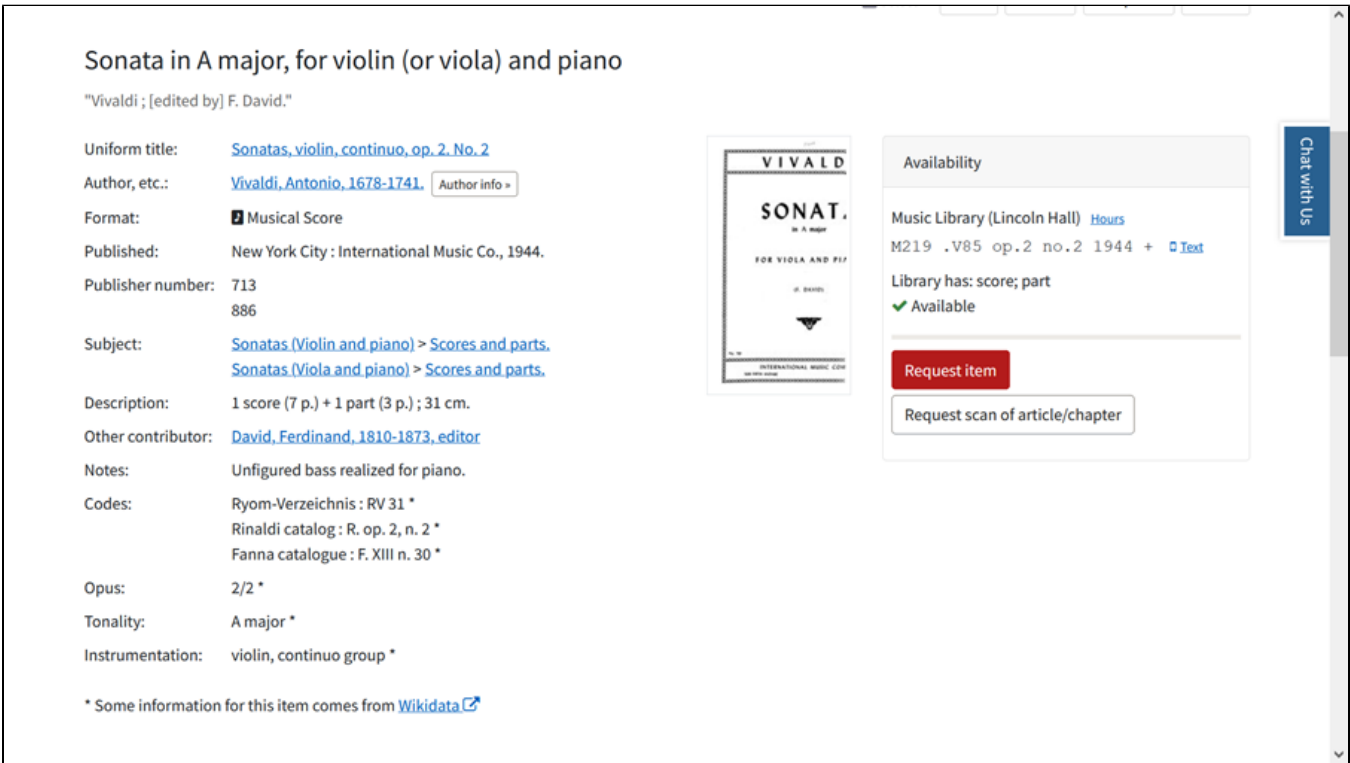 Sonata in A major, for violin (or viola) and piano
"Vivaldi ; [edited by] F. David."
Uniform title: Sonatas, violin, continuo, op. 2. No. 2
Author, etc.: Vivaldi, Antonio, 1678-1741. Author info »
Format: Musical Score
Published: New York City : International Music Co., 1944.
Publisher number: 713
886
Subject: Sonatas (Violin and piano) > Scores and parts.
Sonatas (Viola and piano) > Scores and parts.
Description: 1 score (7 p.) + 1 part (3 p.) ; 31 cm.
Other contributor: David, Ferdinand, 1810-1873, editor
Notes: Unfigured bass realized for piano.
Codes: Ryom-Verzeichnis : RV 31 *
Rinaldi catalog : R. op. 2, n. 2 *
Fanna catalogue : F. XIII n. 30 *
Opus: 2/2 *
Tonality: A major *
Instrumentation: violin, continuo group *
* Some information for this item comes from Wikidata
VIVALD
SONAT
in A major
FOR VIOLA AND
INTERNATIONAL MUSIC
Availability
Music Library (Lincoln Hall) Hours
M219 .V85 op.2 no.2 1944 + Text
Library has: score; part
✔ Available
Request item
Request scan of article/chapter
Chat with Us